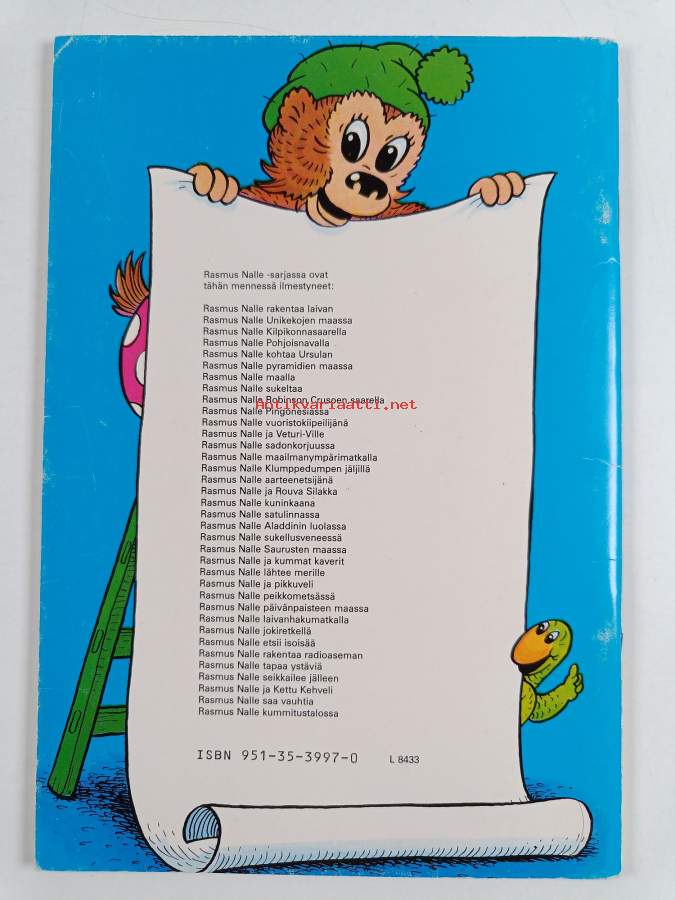 Rasmus Nalle -sarjassa ovat
tähän mennessä ilmestyneet:
Rasmus Nalle rakentaa laivan
Rasmus Nalle Unikekojen maassa
Rasmus Nalle Kilpikonnasaarella
Rasmus Nalle Pohjoisnavalla
Rasmus Nalle kohtaa Ursulan
Rasmus Nalle pyramidien maassa
Rasmus Nalle maalla
Rasmus Nalle sukeltaa
Rasmus Nalle Robinson Crusoen saarella
Antikvariaatti.net
Rasmus Nalle Pingonesiassa
Rasmus Nalle vuoristokiipeilijänä
Rasmus Nalle ja Veturi-Ville
Rasmus Nalle sadonkorjuussa
Rasmus Nalle maailmanympärimatkalla
Rasmus Nalle Klumppedumpen jäljillä
Rasmus Nalle aarteenetsijänä
Rasmus Nalle ja Rouva Silakka
Rasmus Nalle kuninkaana
Rasmus Nalle satulinnassa
Rasmus Nalle Aladdinin luolassa
Rasmus Nalle sukellusveneessä
Rasmus Nalle Saurusten maassa
Rasmus Nalle ja kummat kaverit
Rasmus Nalle lähtee merille
Rasmus Nalle ja pikkuveli
Rasmus Nalle peikkometsässä
Rasmus Nalle päivänpaisteen maassa
Rasmus Nalle laivanhakumatkalla
Rasmus Nalle jokiretkellä
Rasmus Nalle etsii isoisää
Rasmus Nalle rakentaa radioaseman
Rasmus Nalle tapaa ystäviä
Rasmus Nalle seikkailee jälleen
Rasmus Nalle ja Kettu Kehveli
Rasmus Nalle saa vauhtia
Rasmus Nalle kummitustalossa
ISBN 951-35-3997-0 L 8433